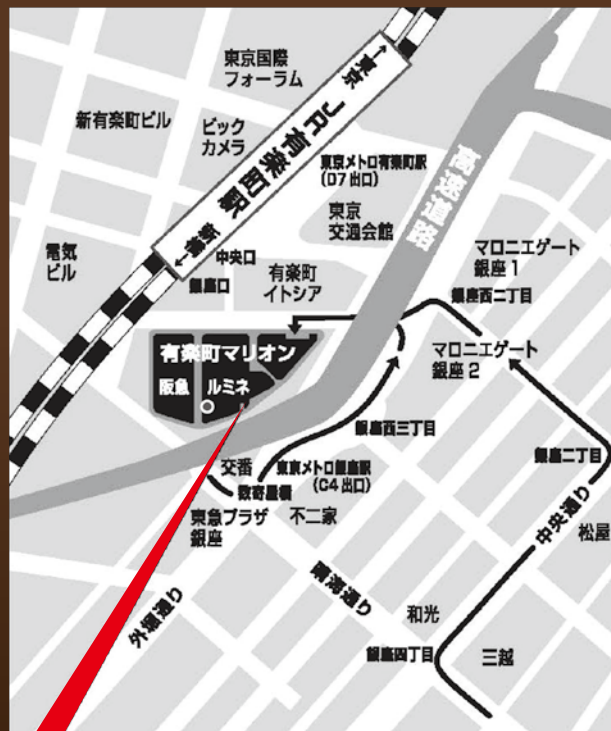 東京国際
フォーラム
新有楽町ビル
ビック
カメラ
←東京
JR有楽町駅
新橋→
東京メトロ有楽町駅
(D7出口)
東京
交通会館
高速道路
マロニエゲート
銀座1
電気
ビル
中央口
銀座口
有楽町
イトシア
銀座西二丁目
有楽町マリオン
阪急
ルミネ
マロニエゲート
銀座2
銀座西三丁目
交番
東京メトロ銀座駅
(C4出口)
数寄屋橋
銀座二丁目
東急プラザ
銀座
不二家
中央通り
松屋
晴海通り
外堀通り
和光
銀座四丁目
三越